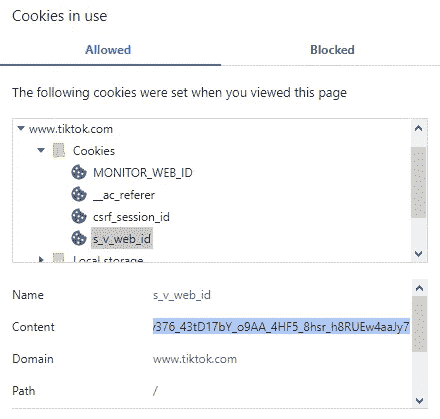 Cookies in use
Allowed Blocked
The following cookies were set when you viewed this page
www.tiktok.com
Cookies
MONITOR_WEB_ID
__ac_referer
csrf_session_id
s_v_web_id
Local storage
Name s_v_web_id
Content /376_43tD17bY_o9AA_4HF5_8hsr_h8RUEw4aaJy7
Domain www.tiktok.com
Path /